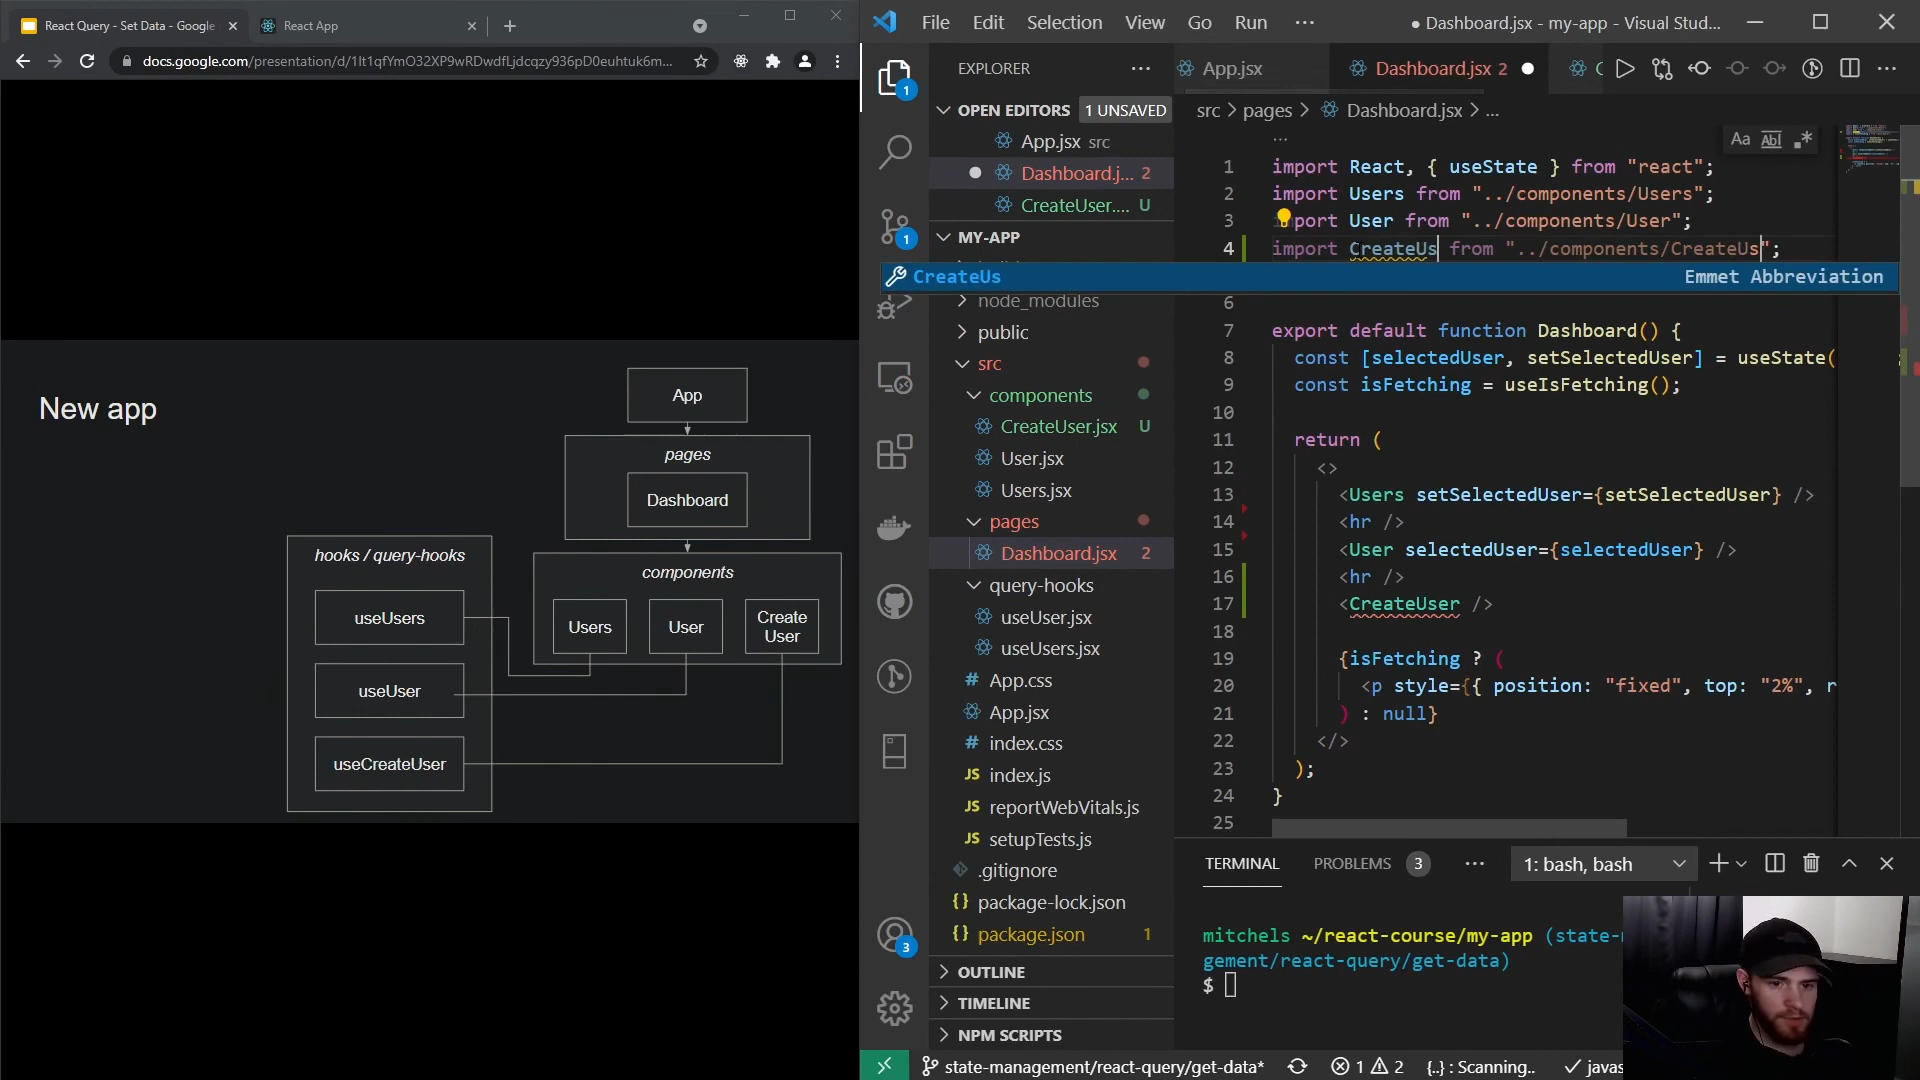 React Query - Set Data - Google
React App
docs.google.com/presentation/d/1It1qfYmO32XP9wRDwdfLjdcqzy936pD0euhtuk6m...
New app
App
pages
Dashboard
hooks / query-hooks
useUsers
useUser
useCreateUser
components
Users
User
Create
User
File Edit Selection View Go Run ···
● Dashboard.jsx - my-app - Visual Stud...
EXPLORER
OPEN EDITORS 1 UNSAVED
App.jsx src
Dashboard.j... 2
CreateUser.... U
MY-APP
node_modules
public
src
components
CreateUser.jsx U
User.jsx
Users.jsx
pages
Dashboard.jsx 2
query-hooks
useUser.jsx
useUsers.jsx
# App.css
App.jsx
# index.css
JS index.js
JS reportWebVitals.js
JS setupTests.js
.gitignore
{} package-lock.json
{} package.json 1
OUTLINE
TIMELINE
NPM SCRIPTS
1
1
3
App.jsx
Dashboard.jsx 2 ●
src > pages > Dashboard.jsx > ...
Aa Abl .*
1 import React, { useState } from "react";
2 import Users from "../components/Users";
3 import User from "../components/User";
4 import CreateUs from "../components/CreateUs";
CreateUs Emmet Abbreviation
6
7 export default function Dashboard() {
8 const [selectedUser, setSelectedUser] = useState(
9 const isFetching = useIsFetching();
10
11 return (
12 <>
13 <Users setSelectedUser={setSelectedUser} />
14 <hr />
15 <User selectedUser={selectedUser} />
16 <hr />
17 <CreateUser />
18
19 {isFetching ? (
20 <p style={{ position: "fixed", top: "2%", r
21 ) : null}
22 </>
23 );
24 }
25
TERMINAL PROBLEMS 3 ··· 1: bash, bash
mitchels ~/react-course/my-app (state-
gement/react-query/get-data)
$
state-management/react-query/get-data* 1 2 {..} : Scanning.. ✓ javas